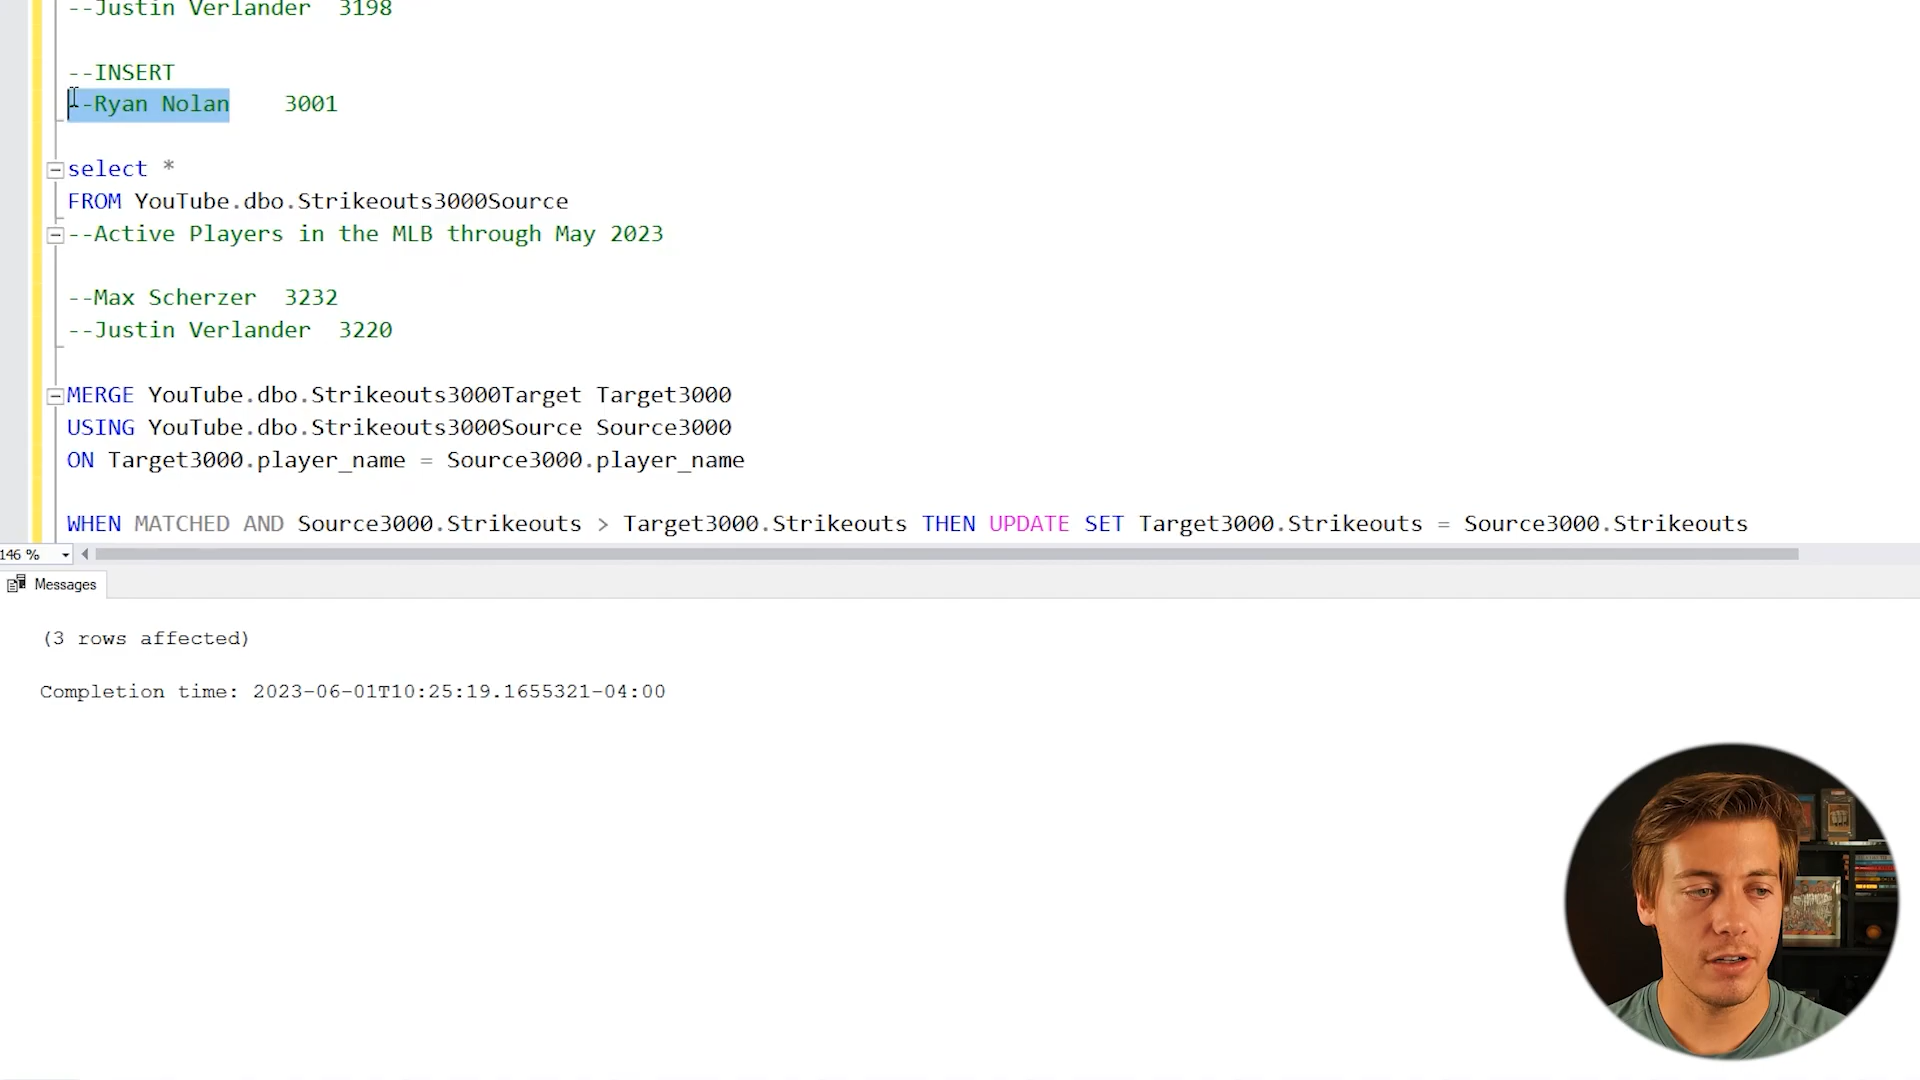 --Justin Verlander  3198
--INSERT
--Ryan Nolan    3001
select *
FROM YouTube.dbo.Strikeouts3000Source
--Active Players in the MLB through May 2023
--Max Scherzer  3232
--Justin Verlander  3220
MERGE YouTube.dbo.Strikeouts3000Target Target3000
USING YouTube.dbo.Strikeouts3000Source Source3000
ON Target3000.player_name = Source3000.player_name
WHEN MATCHED AND Source3000.Strikeouts > Target3000.Strikeouts THEN UPDATE SET Target3000.Strikeouts = Source3000.Strikeouts
146 %
Messages
(3 rows affected)
Completion time: 2023-06-01T10:25:19.1655321-04:00